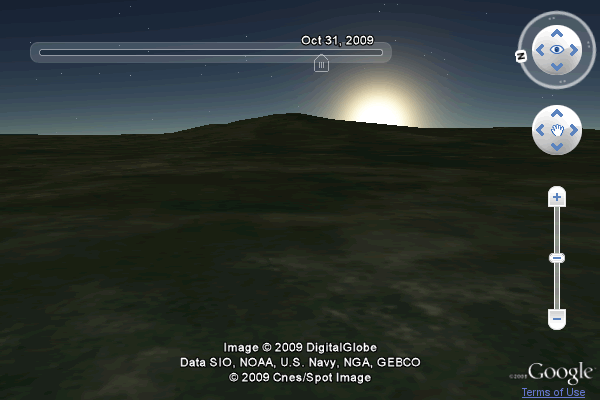 Oct 31, 2009
N
Image © 2009 DigitalGlobe
Data SIO, NOAA, U.S. Navy, NGA, GEBCO
© 2009 Cnes/Spot Image
©2009 Google
Terms of Use